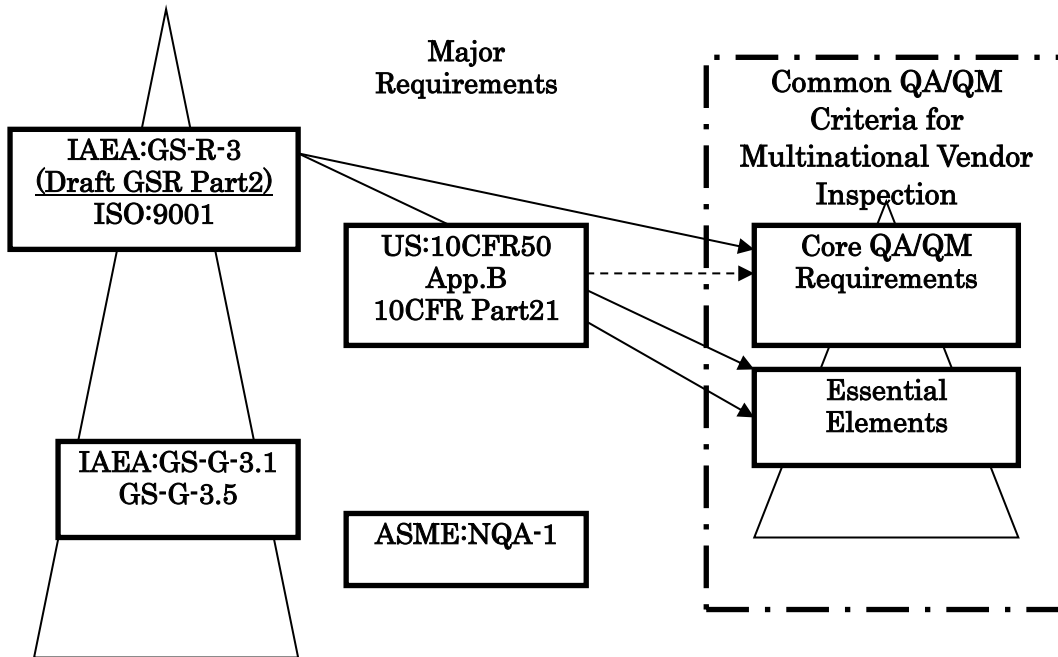 Major
Requirements
IAEA:GS-R-3
(Draft GSR Part2)
ISO:9001
US:10CFR50
App.B
10CFR Part21
IAEA:GS-G-3.1
GS-G-3.5
ASME:NQA-1
Common QA/QM
Criteria for
Multinational Vendor
Inspection
Core QA/QM
Requirements
Essential
Elements